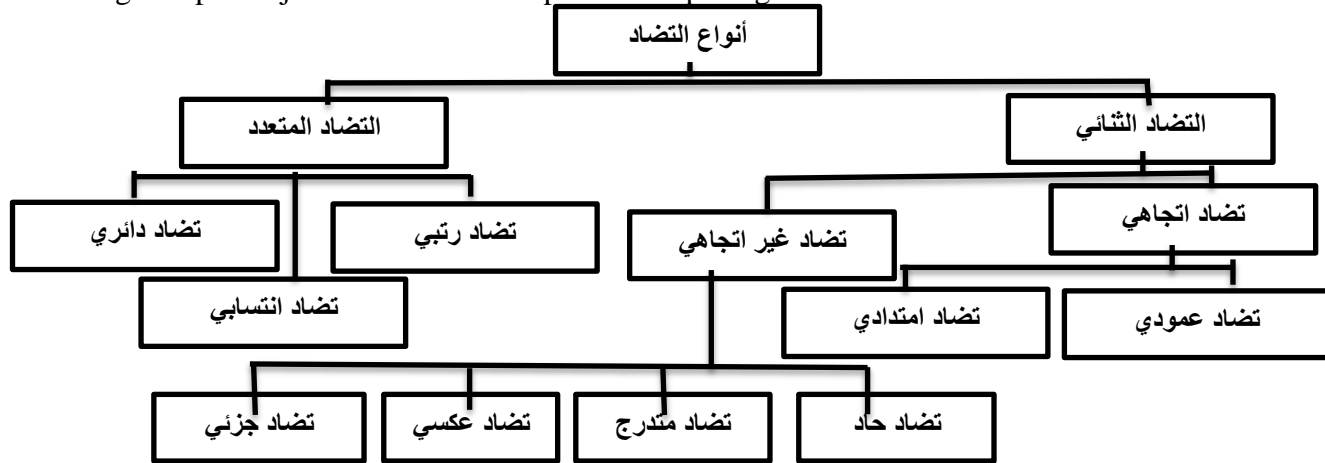 أنواع التضاد
التضاد الثنائي
التضاد المتعدد
تضاد اتجاهي
تضاد غير اتجاهي
تضاد رتبي
تضاد دائري
تضاد عمودي
تضاد امتدادي
تضاد انتسابي
تضاد حاد
تضاد متدرج
تضاد عكسي
تضاد جزئي